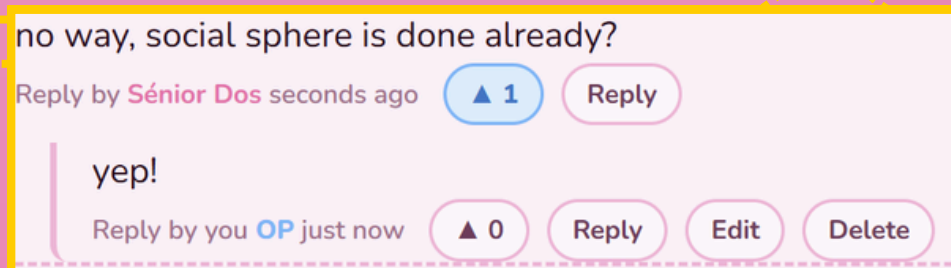 no way, social sphere is done already?
Reply by Sénior Dos seconds ago ▲ 1 Reply
yep!
Reply by you OP just now ▲ 0 Reply Edit Delete